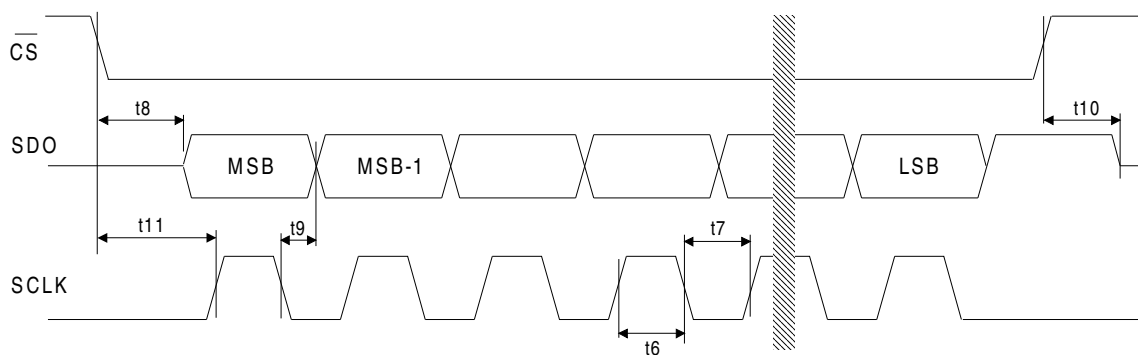 CS
t8
t10
SDO
MSB
MSB-1
LSB
t11
t9
t7
SCLK
t6